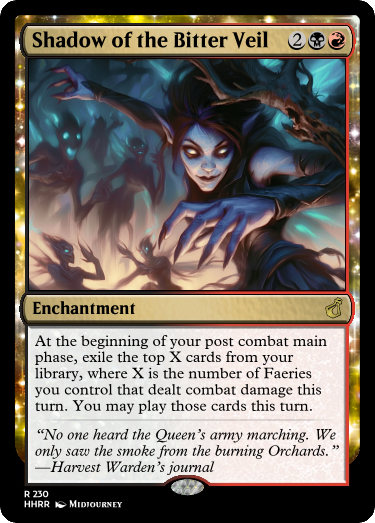 Shadow of the Bitter Veil 2
Enchantment
At the beginning of your post combat main
phase, exile the top X cards from your
library, where X is the number of Faeries
you control that dealt combat damage this
turn. You may play those cards this turn.
“No one heard the Queen’s army marching. We
only saw the smoke from the burning Orchards.”
—Harvest Warden’s journal
R 230
HHRR MIDJOURNEY